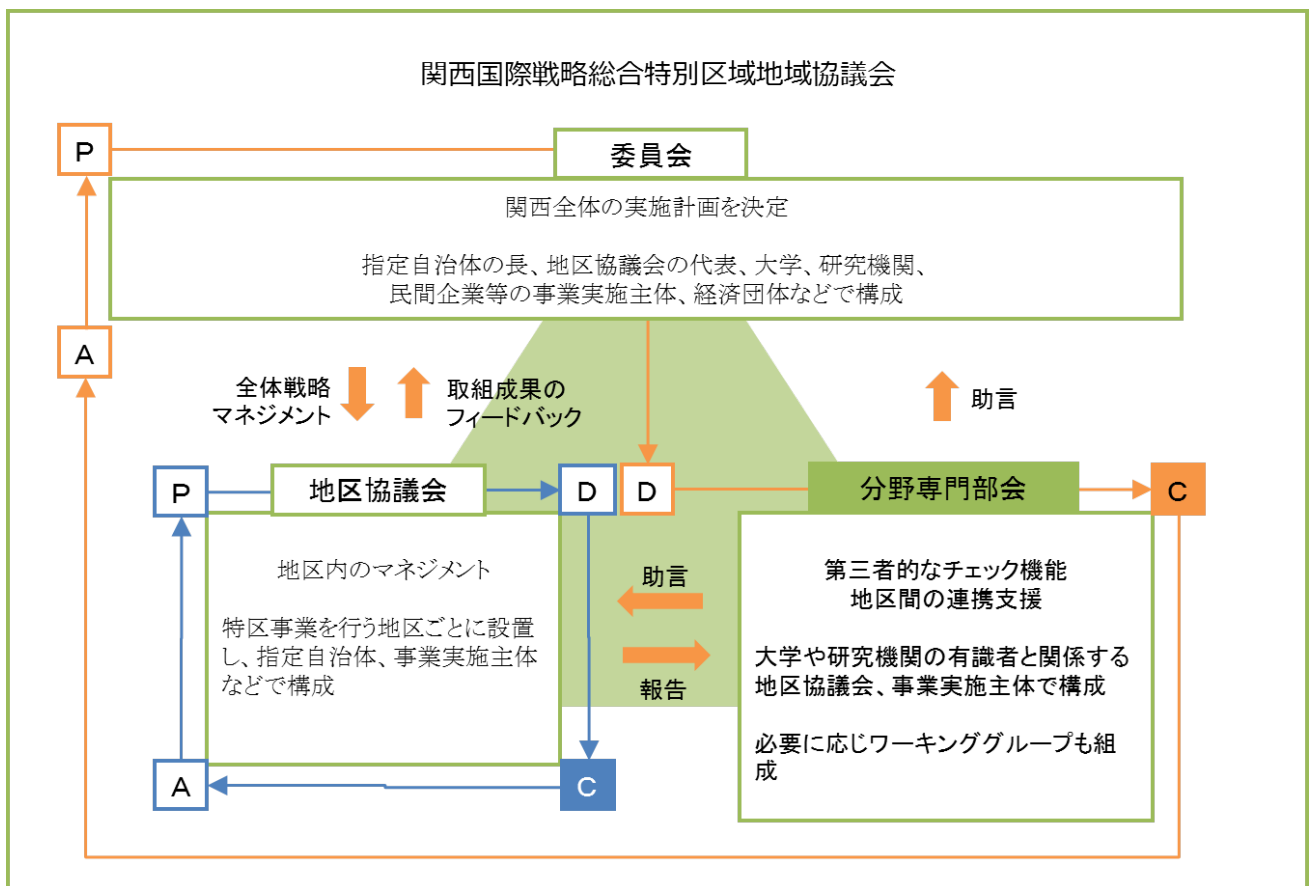 関西国際戦略総合特別区域地域協議会
P
委員会
関西全体の実施計画を決定
指定自治体の長、地区協議会の代表、大学、研究機関、
民間企業等の事業実施主体、経済団体などで構成
A
全体戦略
マネジメント
取組成果の
フィードバック
助言
P
地区協議会
D
D
分野専門部会
C
地区内のマネジメント
特区事業を行う地区ごとに設置
し、指定自治体、事業実施主体
などで構成
助言
報告
第三者的なチェック機能
地区間の連携支援
大学や研究機関の有識者と関係する
地区協議会、事業実施主体で構成
必要に応じワーキンググループも組
成
A
C